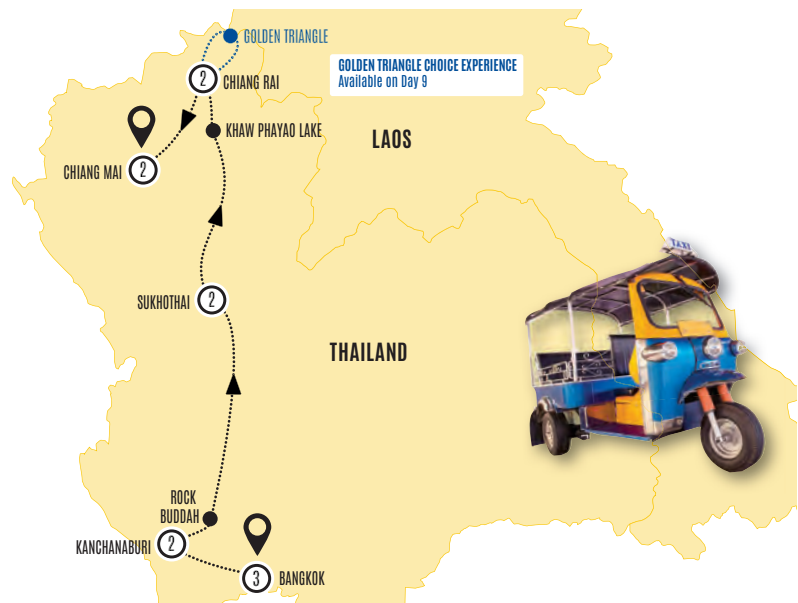 GOLDEN TRIANGLE
GOLDEN TRIANGLE CHOICE EXPERIENCE
Available on Day 9
2
CHIANG RAI
KHAW PHAYAO LAKE
LAOS
CHIANG MAI
2
TAXI
SUKHOTHAI
2
THAILAND
ROCK
BUDDAH
KANCHANABURI
2
3
BANGKOK